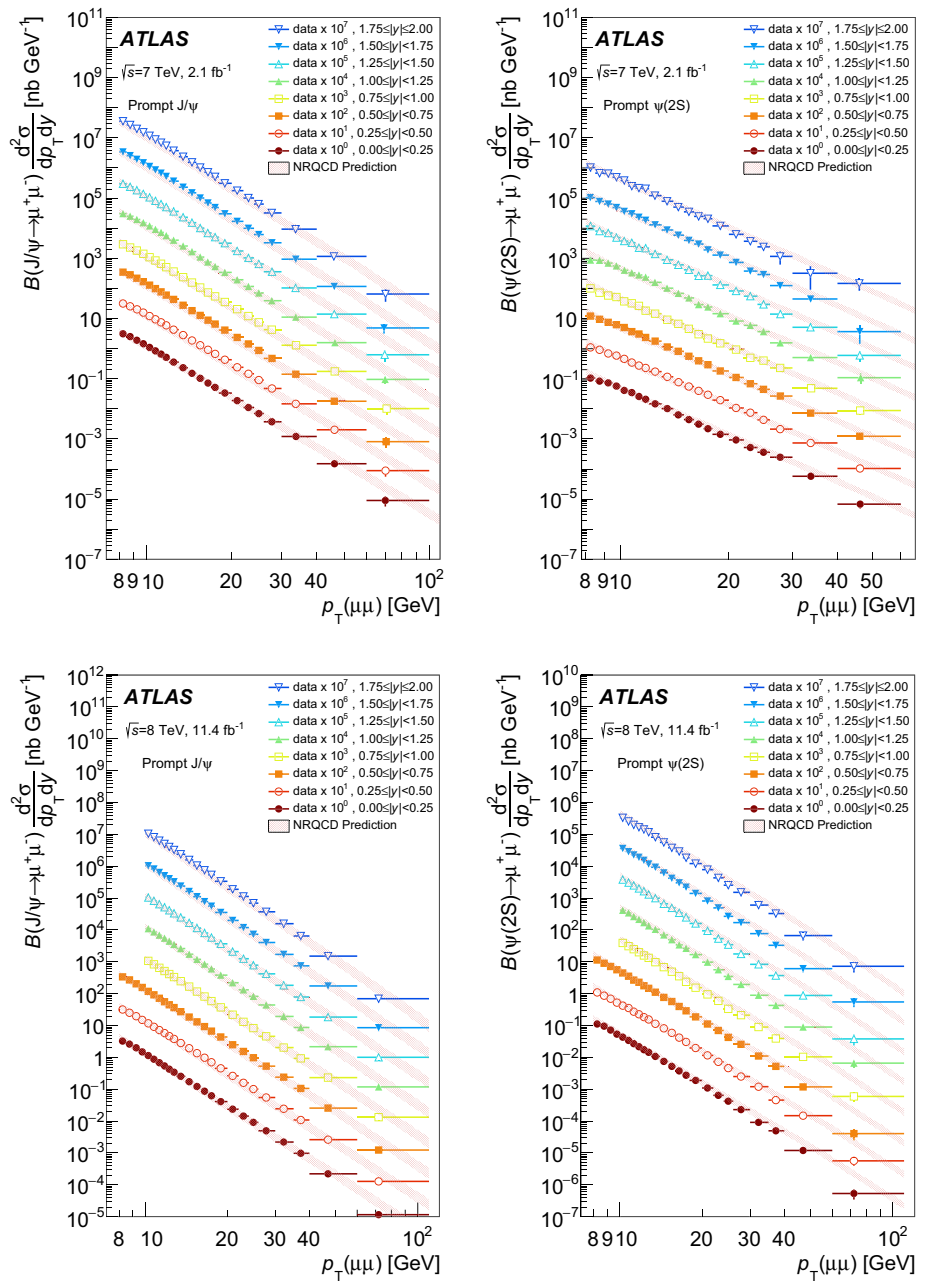 ATLAS
√s=7 TeV, 2.1 fb⁻¹
Prompt J/ψ
data x 10⁷ , 1.75≤|y|≤2.00
data x 10⁶ , 1.50≤|y|<1.75
data x 10⁵ , 1.25≤|y|<1.50
data x 10⁴ , 1.00≤|y|<1.25
data x 10³ , 0.75≤|y|<1.00
data x 10² , 0.50≤|y|<0.75
data x 10¹ , 0.25≤|y|<0.50
data x 10⁰ , 0.00≤|y|<0.25
NRQCD Prediction
B(J/ψ→μ⁺μ⁻) d²σ/dp_T dy [nb GeV⁻¹]
10¹¹
10⁹
10⁷
10⁵
10³
10
10⁻¹
10⁻³
10⁻⁵
10⁻⁷
8 9 10 20 30 40 10²
p_T(μμ) [GeV]
ATLAS
√s=7 TeV, 2.1 fb⁻¹
Prompt ψ(2S)
data x 10⁷ , 1.75≤|y|≤2.00
data x 10⁶ , 1.50≤|y|<1.75
data x 10⁵ , 1.25≤|y|<1.50
data x 10⁴ , 1.00≤|y|<1.25
data x 10³ , 0.75≤|y|<1.00
data x 10² , 0.50≤|y|<0.75
data x 10¹ , 0.25≤|y|<0.50
data x 10⁰ , 0.00≤|y|<0.25
NRQCD Prediction
B(ψ(2S)→μ⁺μ⁻) d²σ/dp_T dy [nb GeV⁻¹]
10¹¹
10⁹
10⁷
10⁵
10³
10
10⁻¹
10⁻³
10⁻⁵
10⁻⁷
8 9 10 20 30 40 50
p_T(μμ) [GeV]
ATLAS
√s=8 TeV, 11.4 fb⁻¹
Prompt J/ψ
data x 10⁷ , 1.75≤|y|≤2.00
data x 10⁶ , 1.50≤|y|<1.75
data x 10⁵ , 1.25≤|y|<1.50
data x 10⁴ , 1.00≤|y|<1.25
data x 10³ , 0.75≤|y|<1.00
data x 10² , 0.50≤|y|<0.75
data x 10¹ , 0.25≤|y|<0.50
data x 10⁰ , 0.00≤|y|<0.25
NRQCD Prediction
B(J/ψ→μ⁺μ⁻) d²σ/dp_T dy [nb GeV⁻¹]
10¹²
10¹¹
10¹⁰
10⁹
10⁸
10⁷
10⁶
10⁵
10⁴
10³
10²
10
1
10⁻¹
10⁻²
10⁻³
10⁻⁴
10⁻⁵
8 10 20 30 40 10²
p_T(μμ) [GeV]
ATLAS
√s=8 TeV, 11.4 fb⁻¹
Prompt ψ(2S)
data x 10⁷ , 1.75≤|y|≤2.00
data x 10⁶ , 1.50≤|y|<1.75
data x 10⁵ , 1.25≤|y|<1.50
data x 10⁴ , 1.00≤|y|<1.25
data x 10³ , 0.75≤|y|<1.00
data x 10² , 0.50≤|y|<0.75
data x 10¹ , 0.25≤|y|<0.50
data x 10⁰ , 0.00≤|y|<0.25
NRQCD Prediction
B(ψ(2S)→μ⁺μ⁻) d²σ/dp_T dy [nb GeV⁻¹]
10¹⁰
10⁹
10⁸
10⁷
10⁶
10⁵
10⁴
10³
10²
10
1
10⁻¹
10⁻²
10⁻³
10⁻⁴
10⁻⁵
10⁻⁶
10⁻⁷
8 9 10 20 30 40 10²
p_T(μμ) [GeV]